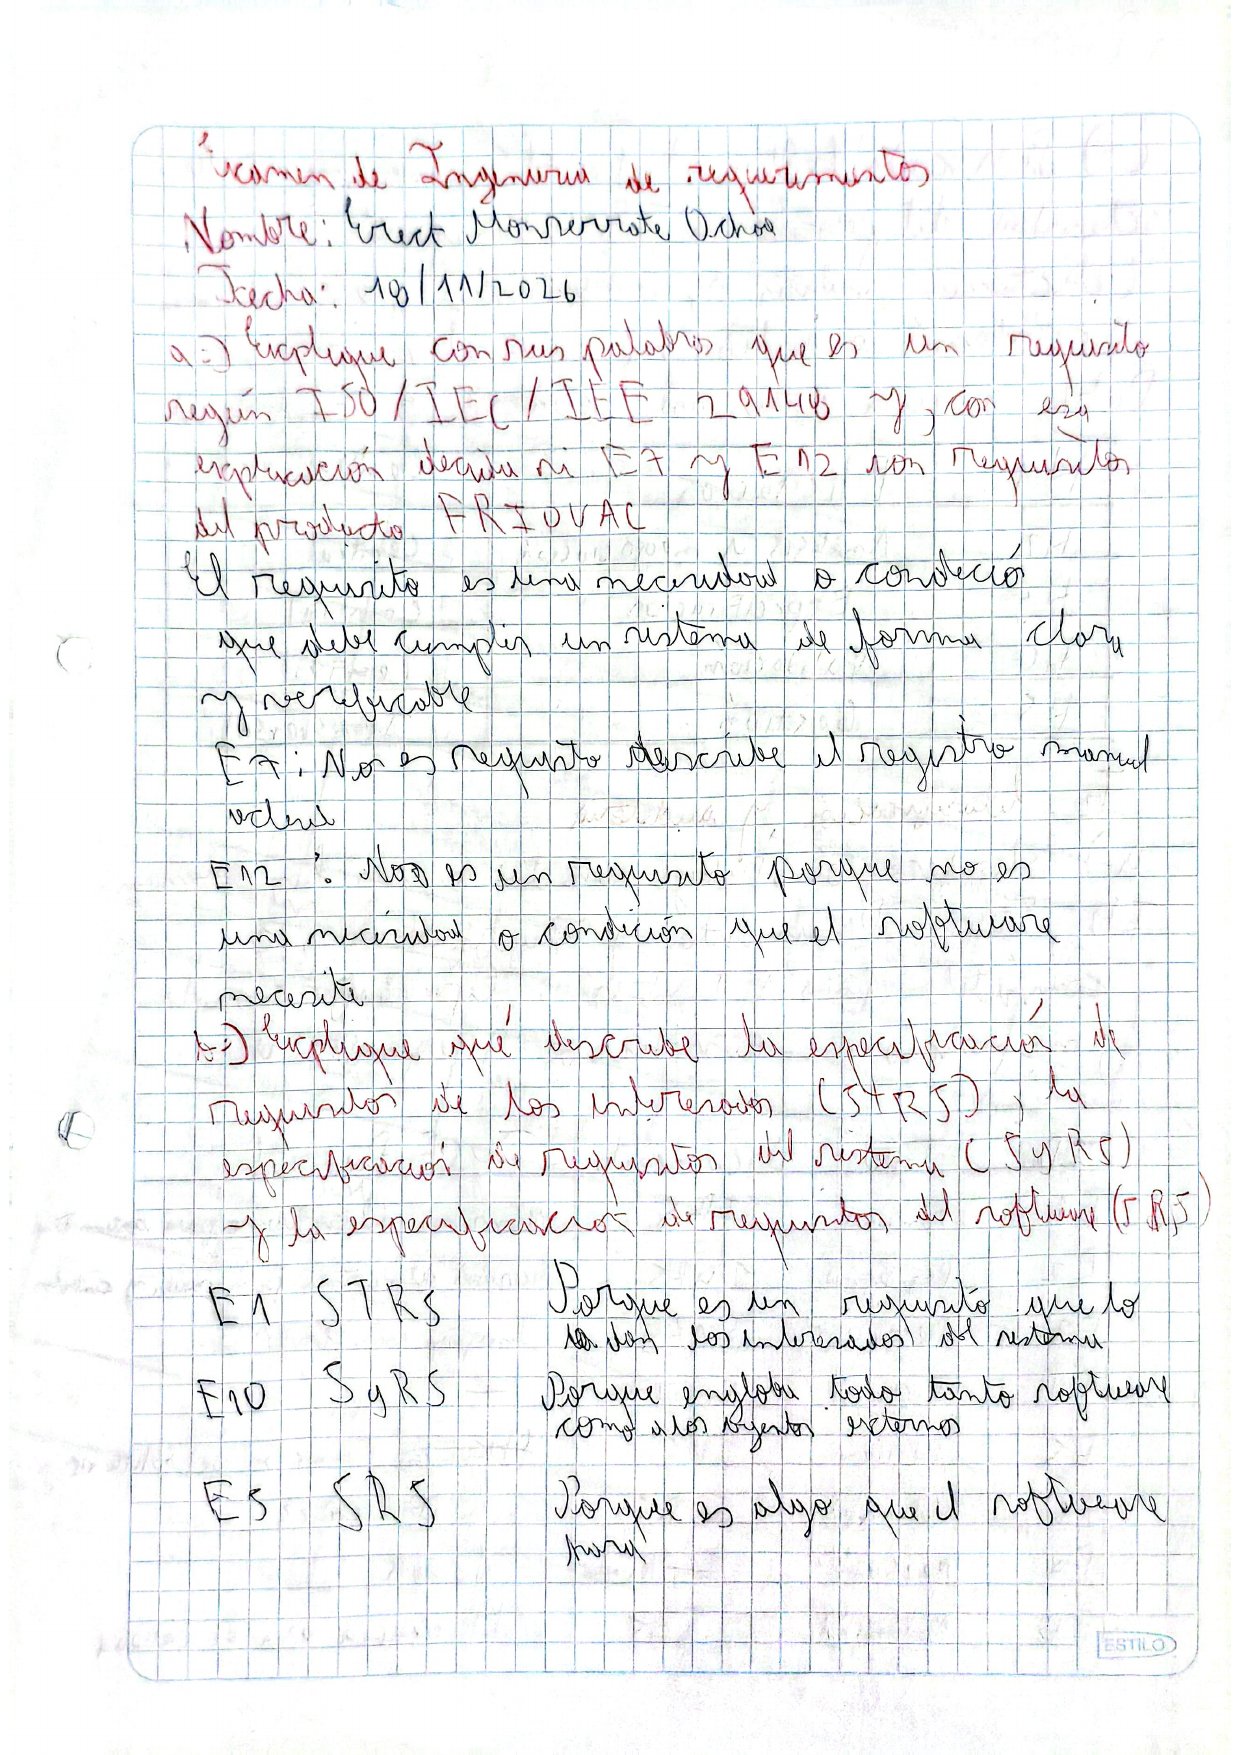 Examen de Ingenieria de requerimientos
Nombre: Erick Monserrate Ochoa
Fecha: 18/11/2026
a=) Explique con sus palabras que es un requisito
según ISO/IEC/IEE 29148 y, con esa
explicación decida si E7 y E12 son requisitos
del producto FRIOVAC
El requisito es una necesidad o condició
que debe cumplir un sistema de forma clara
y verificable
E7: No es requisito describe el registro manual
E12: No es un requisito porque no es
una necesidad o condición que el software
necesite
b=) Explique qué describe la especificación de
requisitos de los interesados (StRS), la
especificación de requisitos del sistema (SyRS)
y la especificación de requisitos del software (SRS)
E1 STRS Porque es un requisito que lo
dan los interesados del sistema
E10 SyRS Porque engloba todo tanto software
como a los agentes externos
E5 SRS Porque es algo que el software
hará
ESTILO